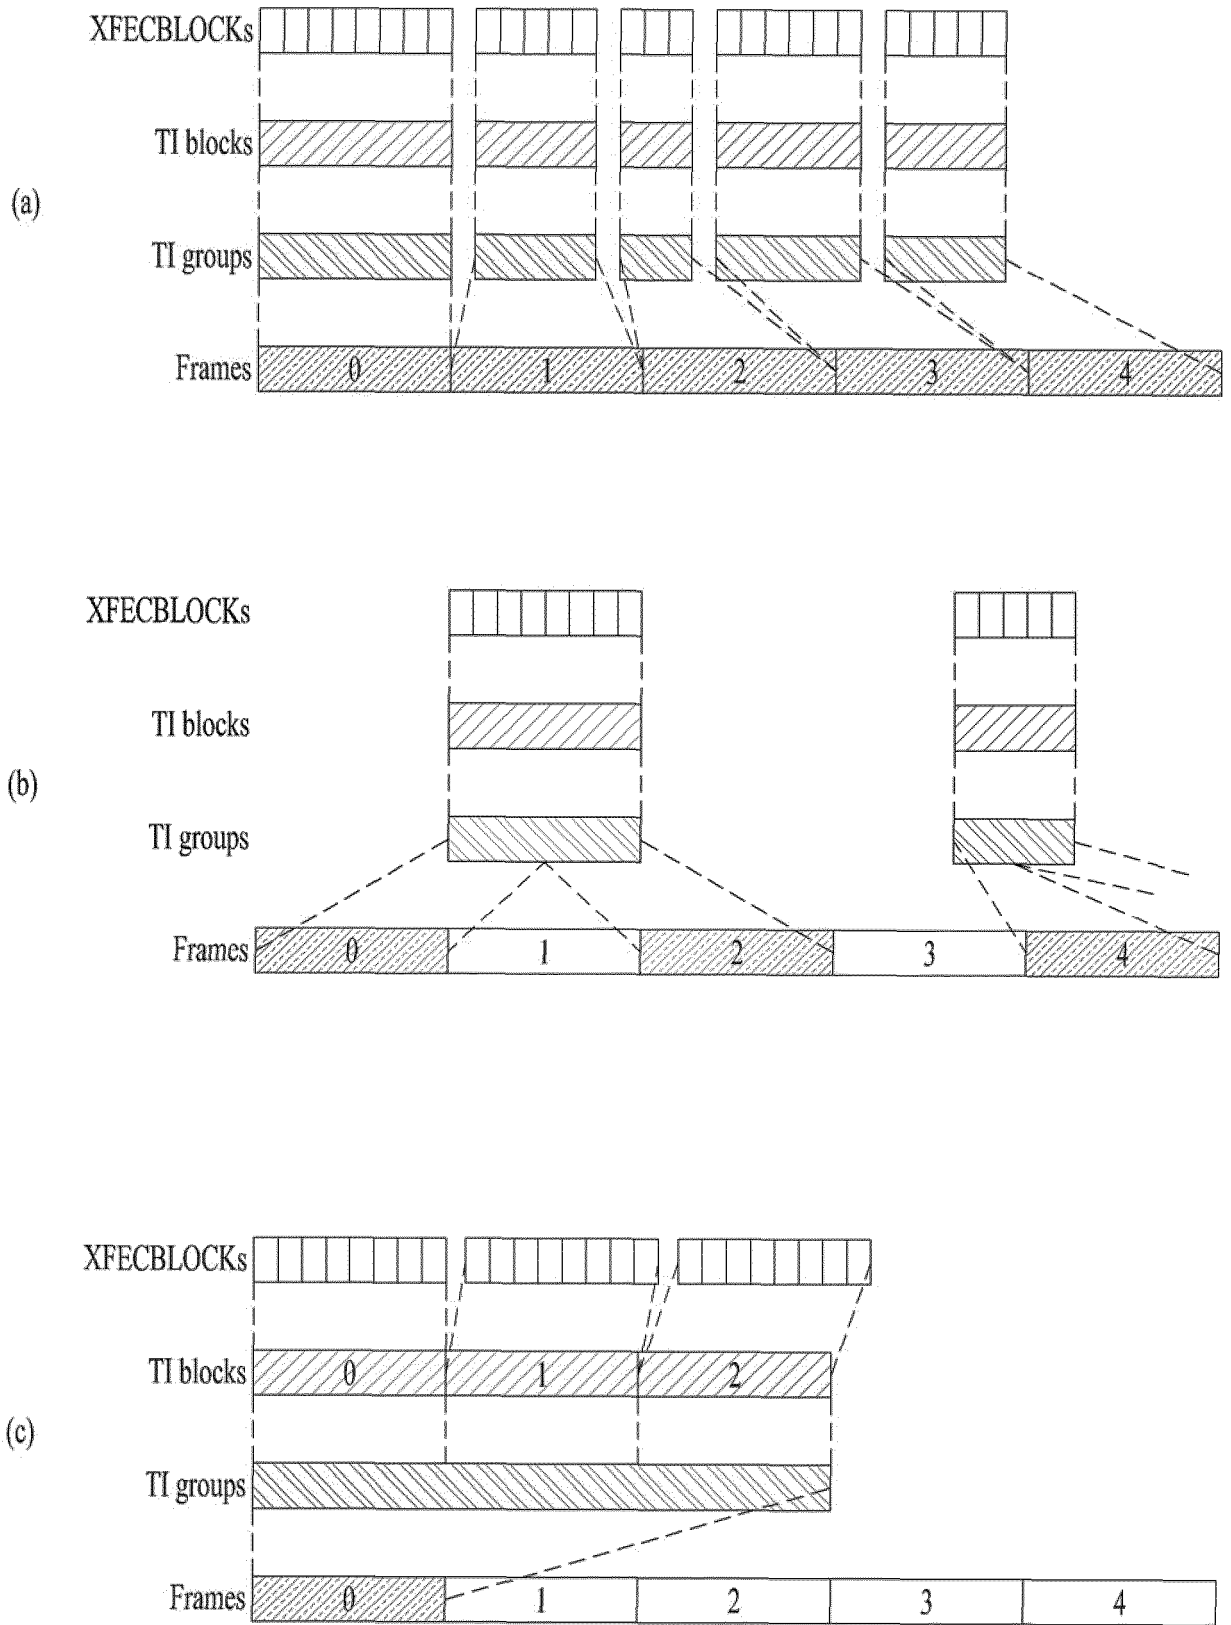 XFECBLOCKs
TI blocks
(a)
TI groups
Frames 0 1 2 3 4
XFECBLOCKs
TI blocks
(b)
TI groups
Frames 0 1 2 3 4
XFECBLOCKs
TI blocks 0 1 2
(c)
TI groups
Frames 0 1 2 3 4